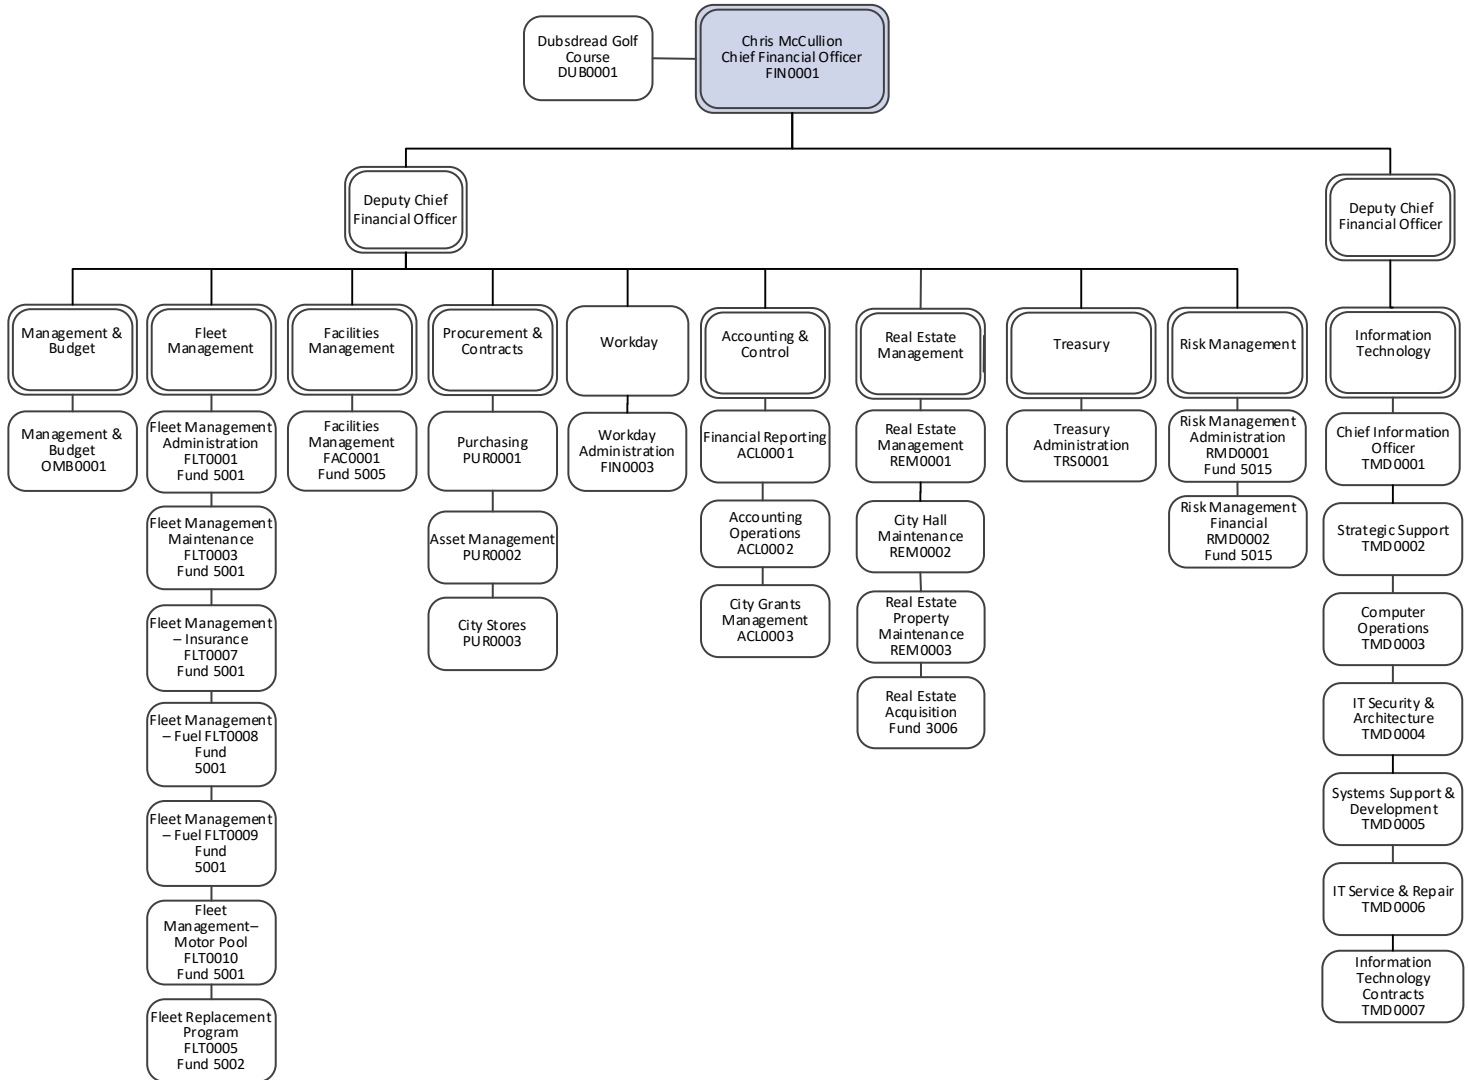 Dubsdread Golf
Course
DUB0001
Chris McCullion
Chief Financial Officer
FIN0001
Deputy Chief
Financial Officer
Deputy Chief
Financial Officer
Management &
Budget
Fleet
Management
Facilities
Management
Procurement &
Contracts
Workday
Accounting &
Control
Real Estate
Management
Treasury
Risk Management
Information
Technology
Management &
Budget
OMB0001
Fleet Management
Administration
FLT0001
Fund 5001
Fleet Management
Maintenance
FLT0003
Fund 5001
Fleet Management
– Insurance
FLT0007
Fund 5001
Fleet Management
– Fuel FLT0008
Fund
5001
Fleet Management
– Fuel FLT0009
Fund
5001
Fleet
Management–
Motor Pool
FLT0010
Fund 5001
Fleet Replacement
Program
FLT0005
Fund 5002
Facilities
Management
FAC0001
Fund 5005
Purchasing
PUR0001
Asset Management
PUR0002
City Stores
PUR0003
Workday
Administration
FIN0003
Financial Reporting
ACL0001
Accounting
Operations
ACL0002
City Grants
Management
ACL0003
Real Estate
Management
REM0001
City Hall
Maintenance
REM0002
Real Estate
Property
Maintenance
REM0003
Real Estate
Acquisition
Fund 3006
Treasury
Administration
TRS0001
Risk Management
Administration
RMD0001
Fund 5015
Risk Management
Financial
RMD0002
Fund 5015
Chief Information
Officer
TMD0001
Strategic Support
TMD0002
Computer
Operations
TMD0003
IT Security &
Architecture
TMD0004
Systems Support &
Development
TMD0005
IT Service & Repair
TMD0006
Information
Technology
Contracts
TMD0007